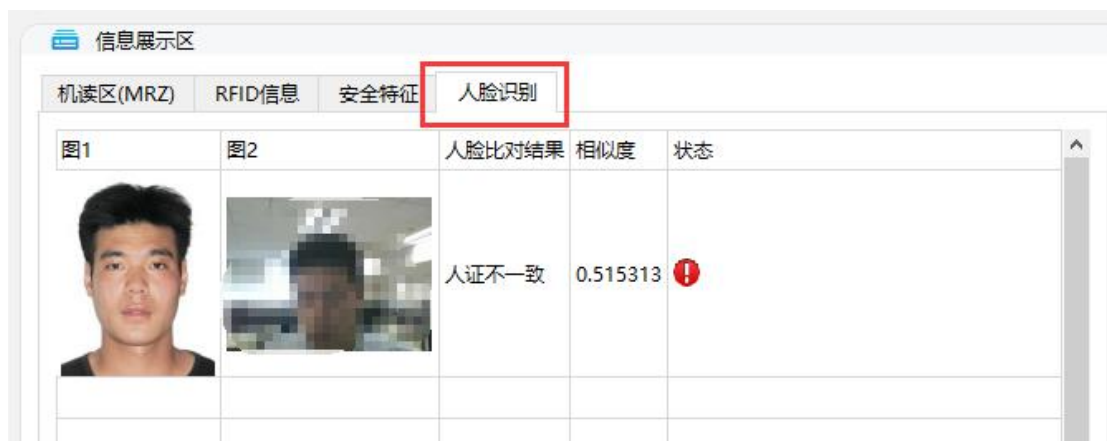 信息展示区
机读区(MRZ) RFID信息 安全特征 人脸识别
图1 图2 人脸比对结果 相似度 状态
人证不一致 0.515313